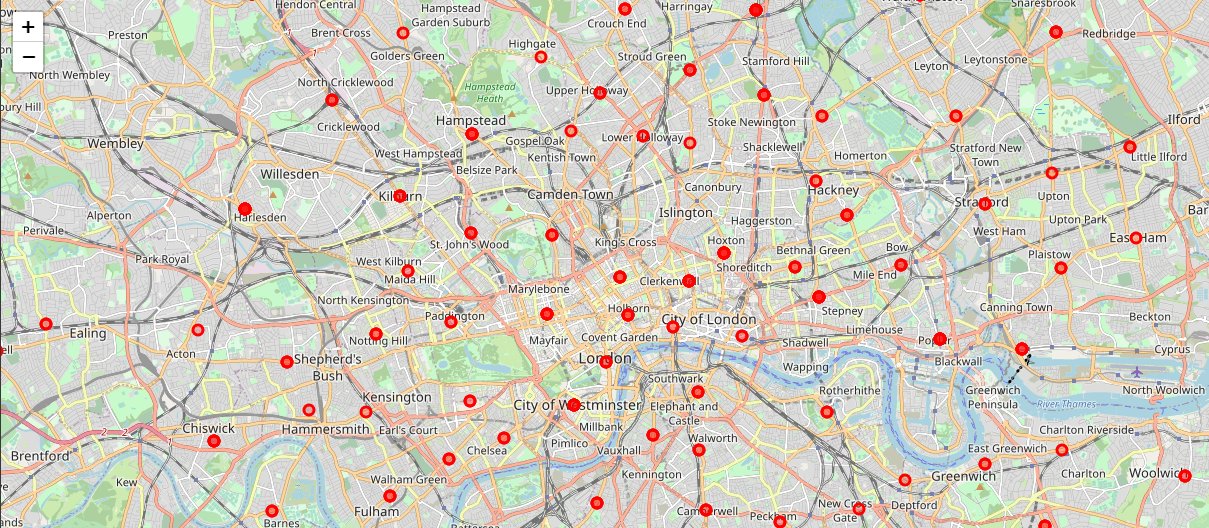 +
−
Hendon Central
Hampstead
Garden Suburb
Crouch End
Harringay
Snaresbrook
Preston
Brent Cross
Golders Green
Highgate
Stroud Green
Stamford Hill
Leyton
Leytonstone
Redbridge
North Wembley
North Cricklewood
Hampstead
Heath
Upper Holloway
Cricklewood
Hampstead
Stoke Newington
Ilford
Wembley
Gospel Oak
Lower Holloway
Shacklewell
West Hampstead
Kentish Town
Homerton
Stratford New
Town
Little Ilford
Willesden
Belsize Park
Kilburn
Camden Town
Canonbury
Hackney
Upton
Stratford
Alperton
Harlesden
Islington
Haggerston
Upton Park
Perivale
St. John's Wood
King's Cross
Hoxton
West Ham
East Ham
Park Royal
West Kilburn
Maida Hill
Bethnal Green
Bow
Plaistow
Shoreditch
Mile End
Marylebone
Clerkenwell
North Kensington
Paddington
Holborn
City of London
Stepney
Canning Town
Beckton
Ealing
Acton
Notting Hill
Mayfair
Covent Garden
Shadwell
Limehouse
Poplar
Cyprus
Shepherd's
Bush
London
Wapping
Blackwall
Southwark
Rotherhithe
Greenwich
Peninsula
North Woolwich
Kensington
City of Westminster
Elephant and
Castle
River Thames
Chiswick
Hammersmith
Earl's Court
Millbank
Charlton Riverside
Brentford
Pimlico
Walworth
Chelsea
Vauxhall
East Greenwich
Kew
Walham Green
Kennington
Greenwich
Charlton
Woolwich
Fulham
Camberwell
New Cross
Gate
Deptford
Barnes
Battersea
Peckham